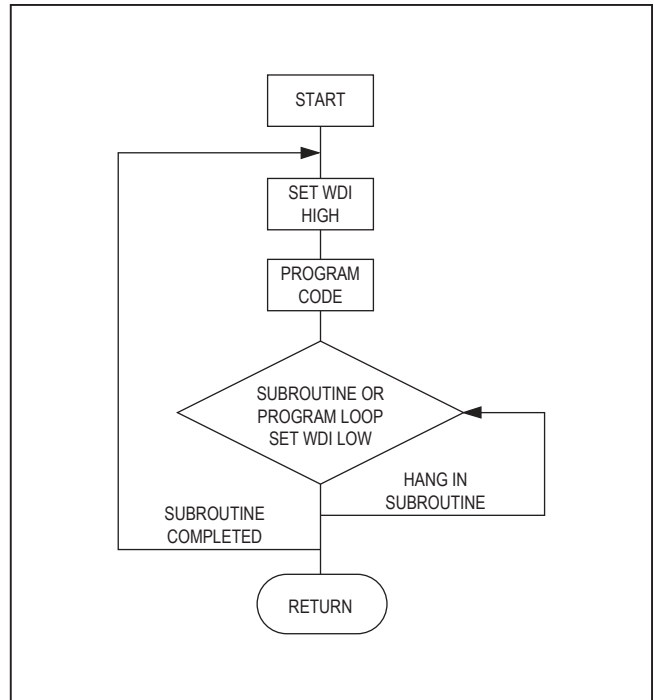 START
SET WDI
HIGH
PROGRAM
CODE
SUBROUTINE OR
PROGRAM LOOP
SET WDI LOW
HANG IN
SUBROUTINE
SUBROUTINE
COMPLETED
RETURN